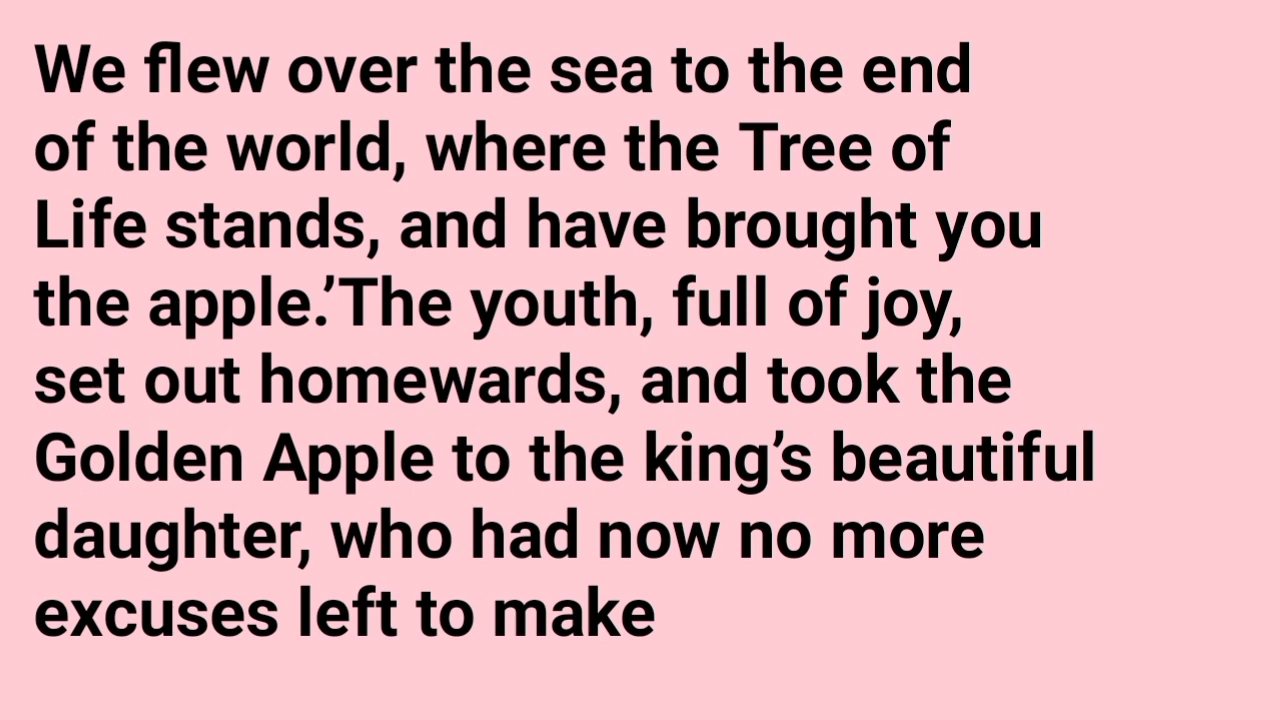 We flew over the sea to the end
of the world, where the Tree of
Life stands, and have brought you
the apple.’The youth, full of joy,
set out homewards, and took the
Golden Apple to the king’s beautiful
daughter, who had now no more
excuses left to make